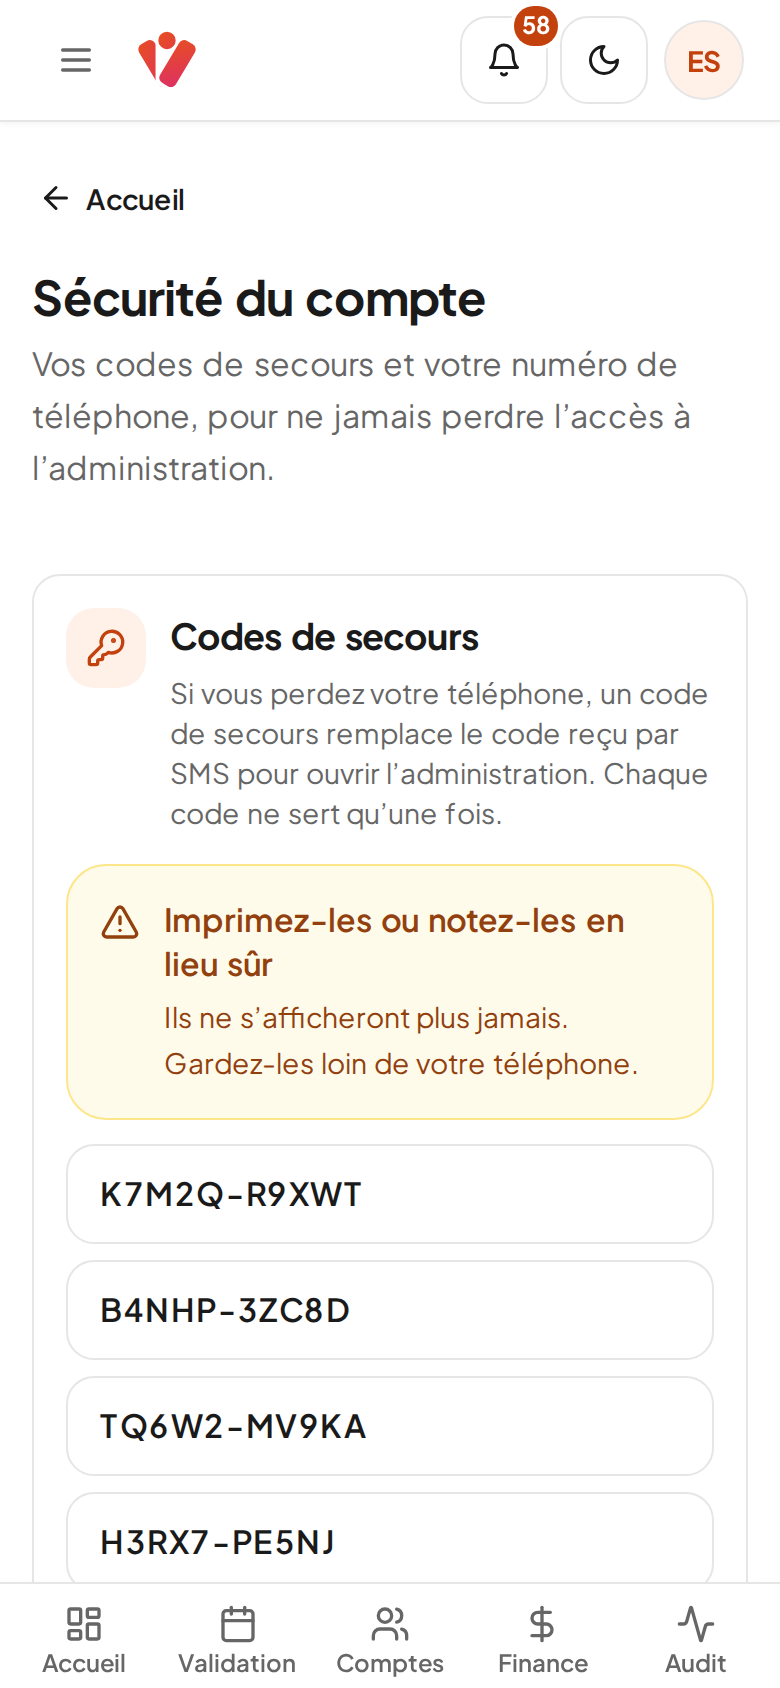 58
ES
Accueil
Sécurité du compte
Vos codes de secours et votre numéro de
téléphone, pour ne jamais perdre l’accès à
l’administration.
Codes de secours
Si vous perdez votre téléphone, un code
de secours remplace le code reçu par
SMS pour ouvrir l’administration. Chaque
code ne sert qu’une fois.
Imprimez-les ou notez-les en
lieu sûr
Ils ne s’afficheront plus jamais.
Gardez-les loin de votre téléphone.
K7M2Q-R9XWT
B4NHP-3ZC8D
TQ6W2-MV9KA
H3RX7-PE5NJ
Accueil
Validation
Comptes
Finance
Audit